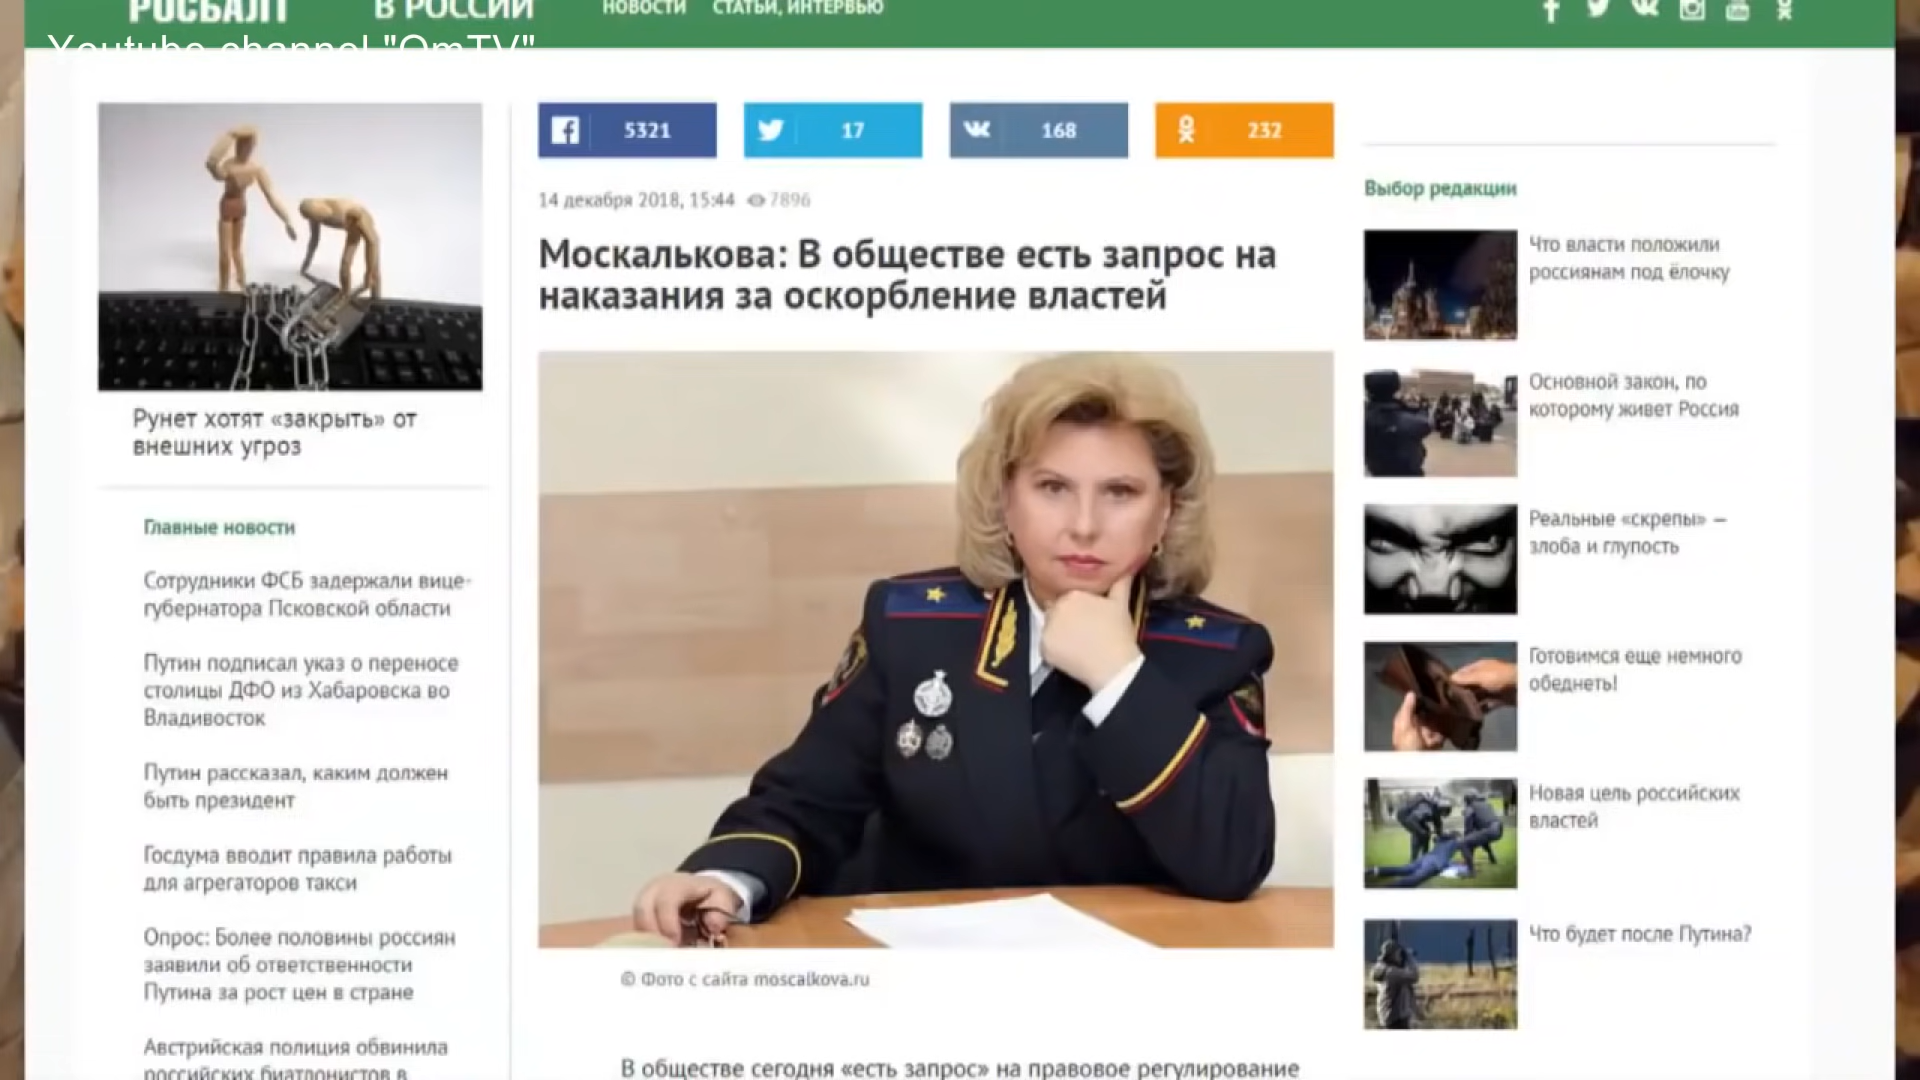 РОСБАЛТ
В РОССИИ
НОВОСТИ
СТАТЬИ, ИНТЕРВЬЮ
Youtube channel "OmTV"
Рунет хотят «закрыть» от
внешних угроз
Главные новости
Сотрудники ФСБ задержали вице-
губернатора Псковской области
Путин подписал указ о переносе
столицы ДФО из Хабаровска во
Владивосток
Путин рассказал, каким должен
быть президент
Госдума вводит правила работы
для агрегаторов такси
Опрос: Более половины россиян
заявили об ответственности
Путина за рост цен в стране
Австрийская полиция обвинила
российских биатлонистов в
5321
17
168
232
14 декабря 2018, 15:44 7896
Москалькова: В обществе есть запрос на
наказания за оскорбление властей
© Фото с сайта moscalkova.ru
В обществе сегодня «есть запрос» на правовое регулирование
Выбор редакции
Что власти положили
россиянам под ёлочку
Основной закон, по
которому живет Россия
Реальные «скрепы» —
злоба и глупость
Готовимся еще немного
обеднеть!
Новая цель российских
властей
Что будет после Путина?